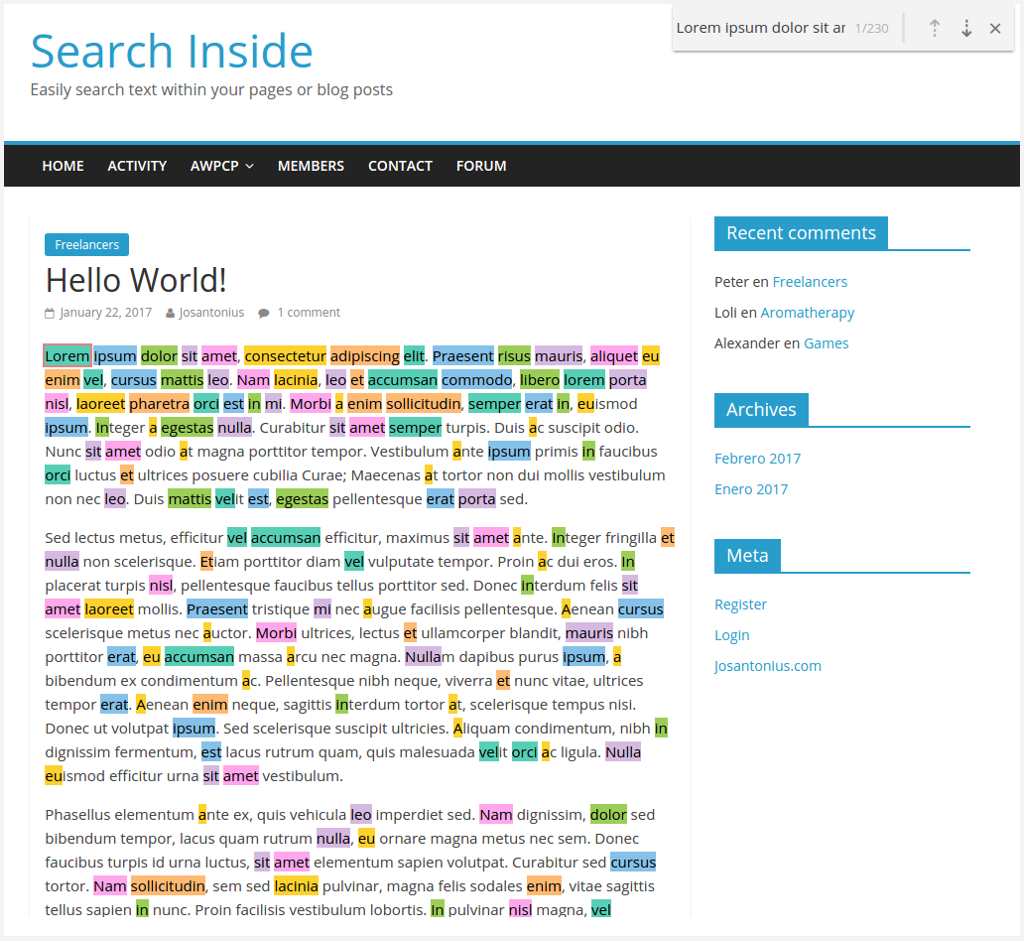 Lorem ipsum dolor sit ar 1/230
Search Inside
Easily search text within your pages or blog posts
HOME ACTIVITY AWPCP MEMBERS CONTACT FORUM
Freelancers
Hello World!
January 22, 2017 Josantonius 1 comment
Lorem ipsum dolor sit amet, consectetur adipiscing elit. Praesent risus mauris, aliquet eu
enim vel, cursus mattis leo. Nam lacinia, leo et accumsan commodo, libero lorem porta
nisl, laoreet pharetra orci est in mi. Morbi a enim sollicitudin, semper erat in, euismod
ipsum. Integer a egestas nulla. Curabitur sit amet semper turpis. Duis ac suscipit odio.
Nunc sit amet odio at magna porttitor tempor. Vestibulum ante ipsum primis in faucibus
orci luctus et ultrices posuere cubilia Curae; Maecenas at tortor non dui mollis vestibulum
non nec leo. Duis mattis velit est, egestas pellentesque erat porta sed.
Sed lectus metus, efficitur vel accumsan efficitur, maximus sit amet ante. Integer fringilla et
nulla non scelerisque. Etiam porttitor diam vel vulputate tempor. Proin ac dui eros. In
placerat turpis nisl, pellentesque faucibus tellus porttitor sed. Donec interdum felis sit
amet laoreet mollis. Praesent tristique mi nec augue facilisis pellentesque. Aenean cursus
scelerisque metus nec auctor. Morbi ultrices, lectus et ullamcorper blandit, mauris nibh
porttitor erat, eu accumsan massa arcu nec magna. Nullam dapibus purus ipsum, a
bibendum ex condimentum ac. Pellentesque nibh neque, viverra et nunc vitae, ultrices
tempor erat. Aenean enim neque, sagittis interdum tortor at, scelerisque tempus nisi.
Donec ut volutpat ipsum. Sed scelerisque suscipit ultricies. Aliquam condimentum, nibh in
dignissim fermentum, est lacus rutrum quam, quis malesuada velit orci ac ligula. Nulla
euismod efficitur urna sit amet vestibulum.
Phasellus elementum ante ex, quis vehicula leo imperdiet sed. Nam dignissim, dolor sed
bibendum tempor, lacus quam rutrum nulla, eu ornare magna metus nec sem. Donec
faucibus turpis id urna luctus, sit amet elementum sapien volutpat. Curabitur sed cursus
tortor. Nam sollicitudin, sem sed lacinia pulvinar, magna felis sodales enim, vitae sagittis
tellus sapien in nunc. Proin facilisis vestibulum lobortis. In pulvinar nisl magna, vel
Recent comments
Peter en Freelancers
Loli en Aromatherapy
Alexander en Games
Archives
Febrero 2017
Enero 2017
Meta
Register
Login
Josantonius.com